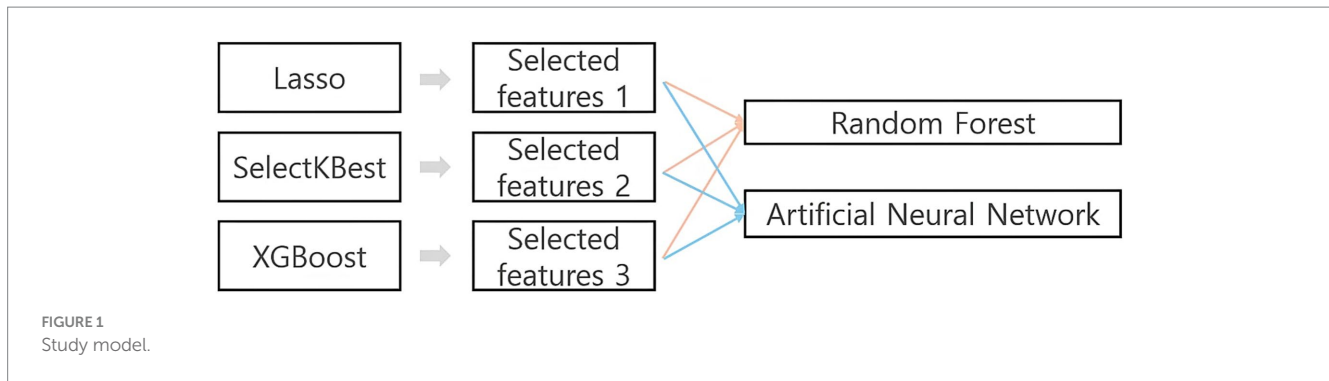 Lasso
Selected
features 1
SelectKBest
Selected
features 2
XGBoost
Selected
features 3
Random Forest
Artificial Neural Network
FIGURE 1
Study model.